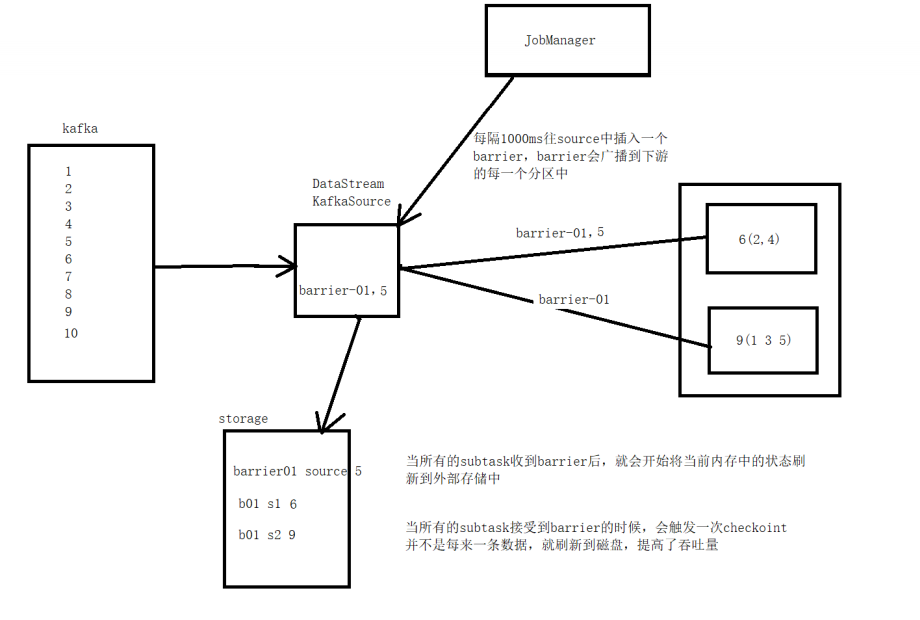 JobManager
kafka
每隔1000ms往source中插入一个
barrier，barrier会广播到下游
的每一个分区中
1
2
3
4
5
6
7
8
9
10
DataStream
KafkaSource
barrier-01，5
barrier-01，5
barrier-01
6(2,4)
9(1 3 5)
storage
barrier01 source 5
b01 s1 6
b01 s2 9
当所有的subtask收到barrier后，就会开始将当前内存中的状态刷
新到外部存储中
当所有的subtask接受到barrier的时候，会触发一次checkoint
并不是每来一条数据，就刷新到磁盘，提高了吞吐量